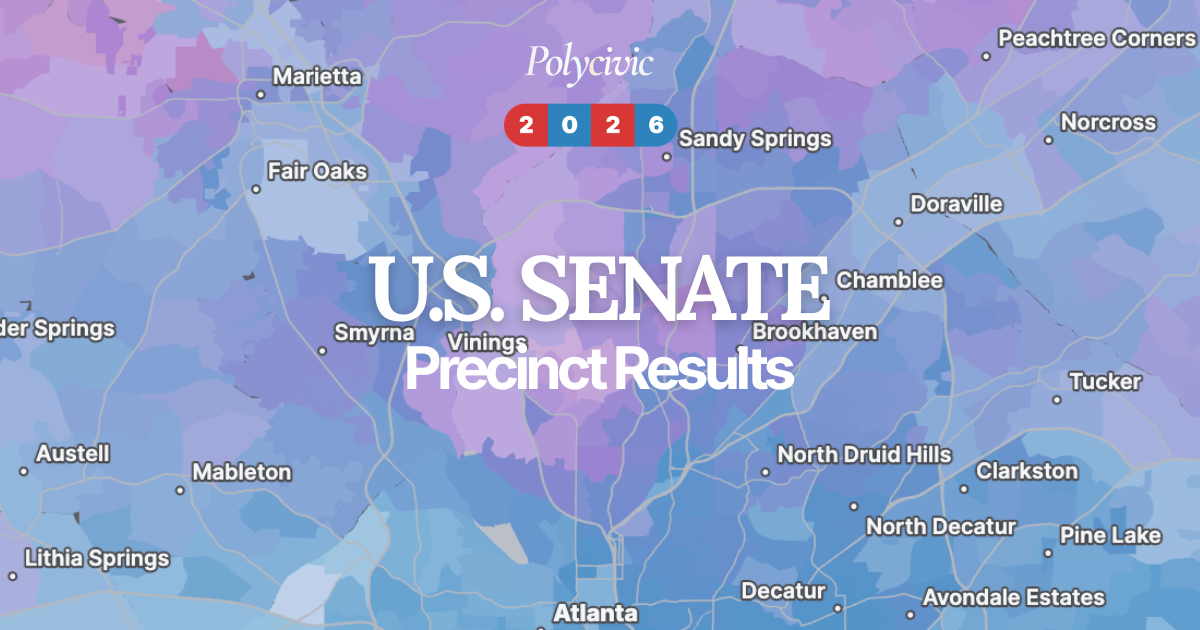 Peachtree Corners
Polycivic
Marietta
2026
Norcross
Sandy Springs
Fair Oaks
Doraville
U.S. SENATE
Chamblee
der Springs
Smyrna
Vinings
Brookhaven
Precinct Results
Tucker
Austell
Mableton
North Druid Hills
Clarkston
North Decatur
Pine Lake
Lithia Springs
Decatur
Avondale Estates
Atlanta